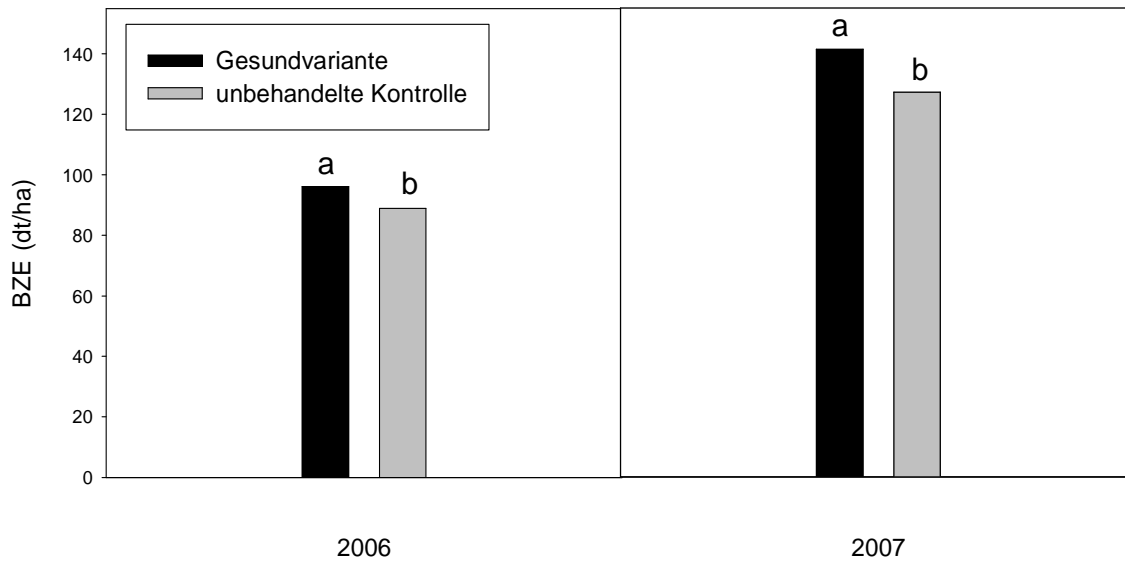 Gesundvariante
unbehandelte Kontrolle
BZE (dt/ha)
140
120
100
80
60
40
20
0
a
b
a
b
2006
2007